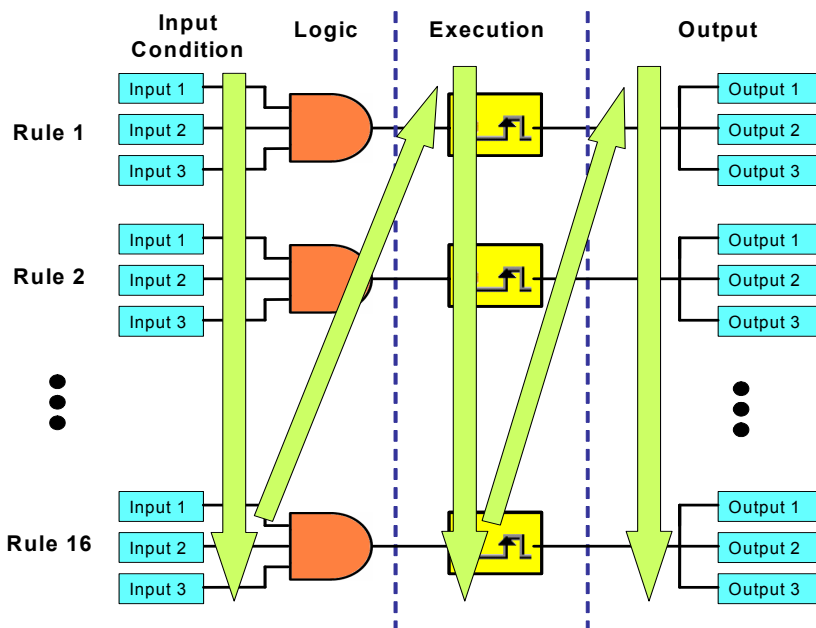 Input
Condition
Logic
Execution
Output
Rule 1
Input 1
Input 2
Input 3
Output 1
Output 2
Output 3
Rule 2
Input 1
Input 2
Input 3
Output 1
Output 2
Output 3
Rule 16
Input 1
Input 2
Input 3
Output 1
Output 2
Output 3